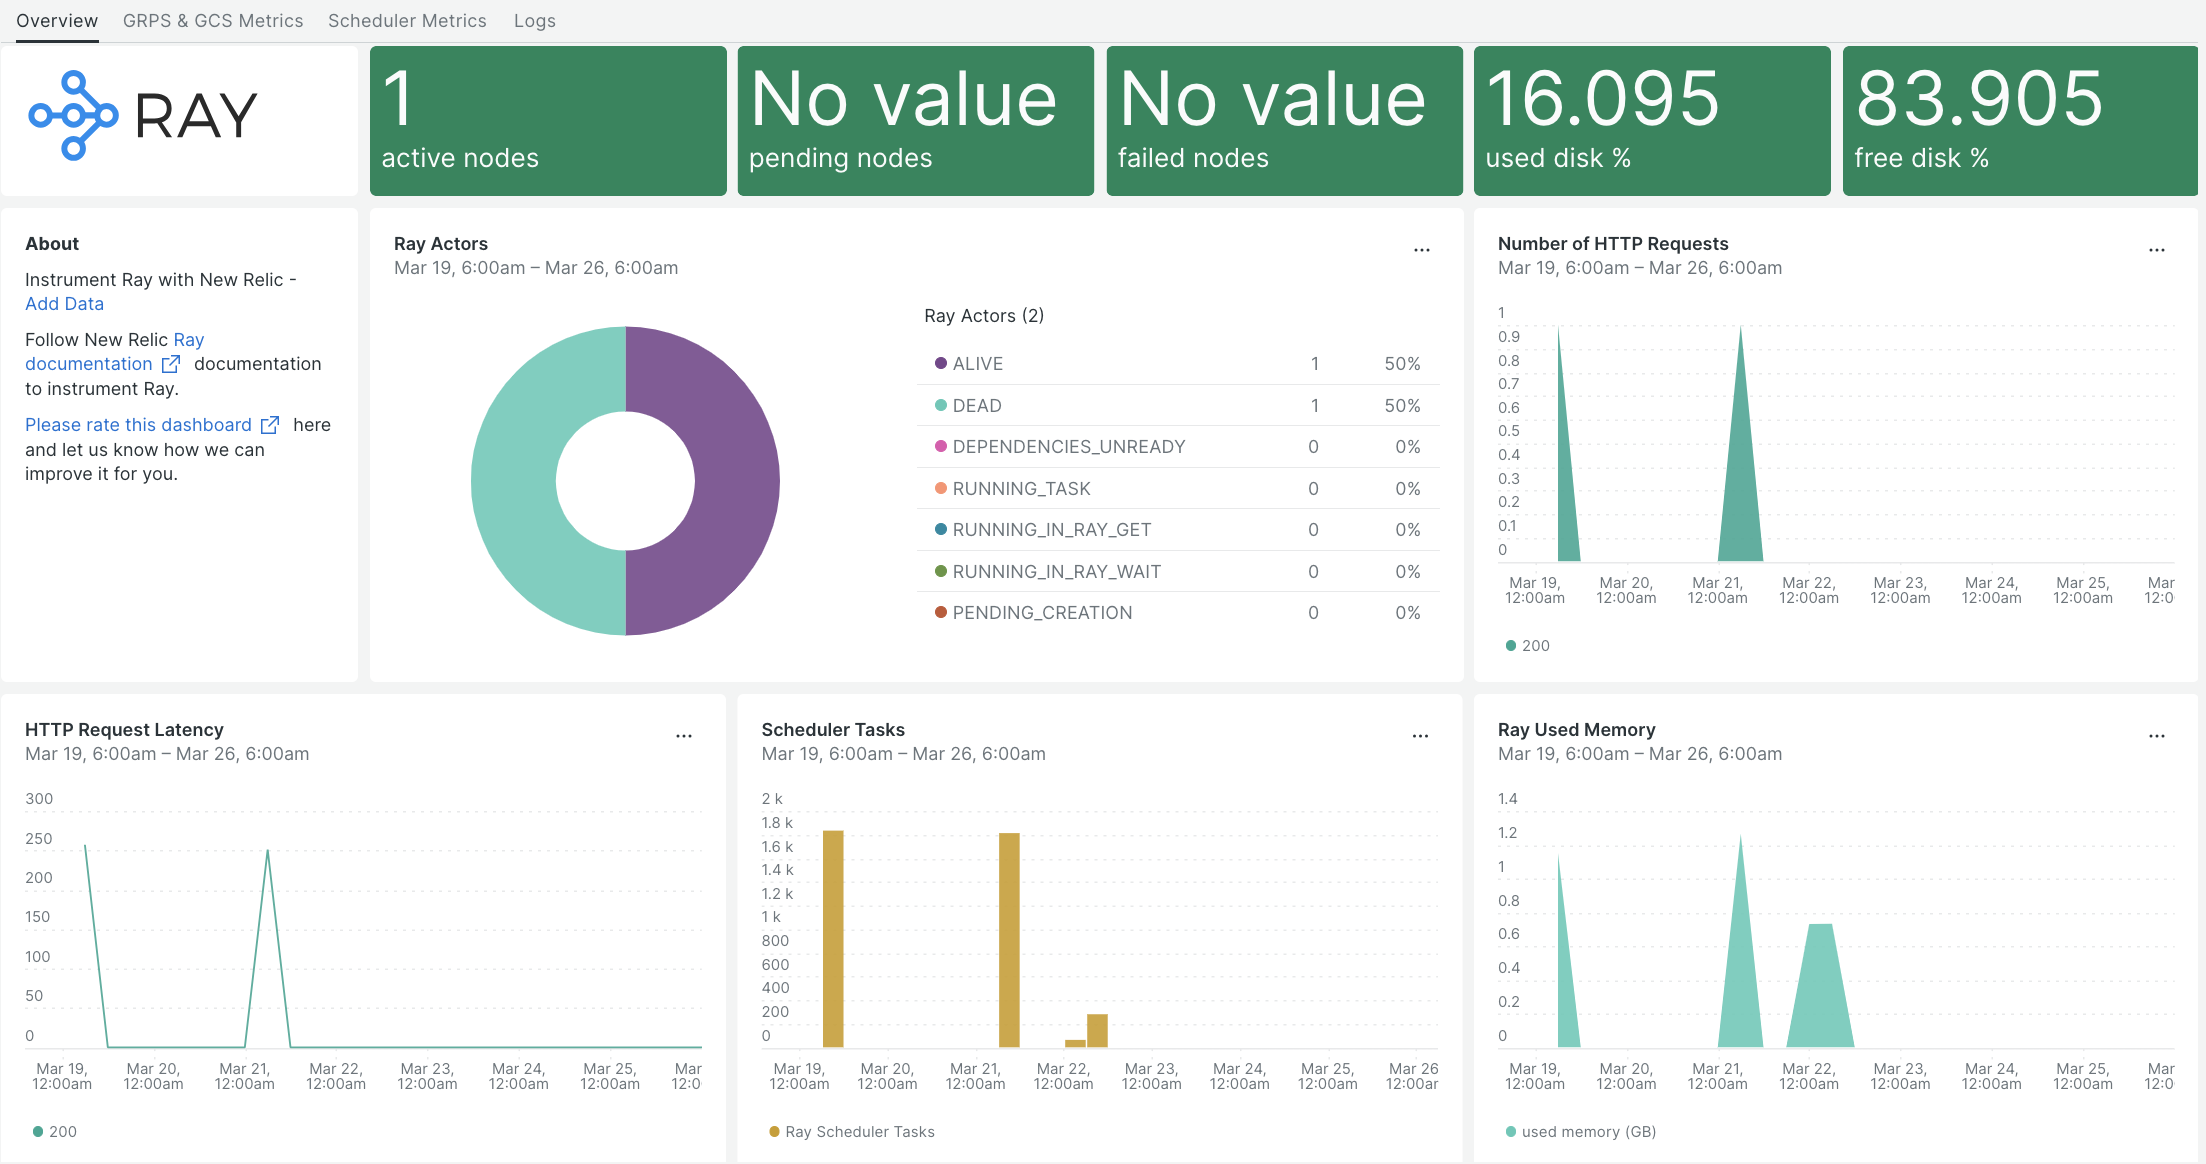 Overview
GRPS & GCS Metrics
Scheduler Metrics
Logs
RAY
1
active nodes
No value
pending nodes
No value
failed nodes
16.095
used disk %
83.905
free disk %
About
Instrument Ray with New Relic -
Add Data
Follow New Relic Ray
documentation documentation
to instrument Ray.
Please rate this dashboard here
and let us know how we can
improve it for you.
Ray Actors
Mar 19, 6:00am – Mar 26, 6:00am
...
Ray Actors (2)
ALIVE 1 50%
DEAD 1 50%
DEPENDENCIES_UNREADY 0 0%
RUNNING_TASK 0 0%
RUNNING_IN_RAY_GET 0 0%
RUNNING_IN_RAY_WAIT 0 0%
PENDING_CREATION 0 0%
Number of HTTP Requests
Mar 19, 6:00am – Mar 26, 6:00am
...
1
0.9
0.8
0.7
0.6
0.5
0.4
0.3
0.2
0.1
0
Mar 19, Mar 20, Mar 21, Mar 22, Mar 23, Mar 24, Mar 25, Mar
12:00am 12:00am 12:00am 12:00am 12:00am 12:00am 12:00am 12:0
200
HTTP Request Latency
Mar 19, 6:00am – Mar 26, 6:00am
...
300
250
200
150
100
50
0
Mar 19, Mar 20, Mar 21, Mar 22, Mar 23, Mar 24, Mar 25, Mar
12:00am 12:00am 12:00am 12:00am 12:00am 12:00am 12:00am 12:0
200
Scheduler Tasks
Mar 19, 6:00am – Mar 26, 6:00am
...
2 k
1.8 k
1.6 k
1.4 k
1.2 k
1 k
800
600
400
200
0
Mar 19, Mar 20, Mar 21, Mar 22, Mar 23, Mar 24, Mar 25, Mar 26
12:00am 12:00am 12:00am 12:00am 12:00am 12:00am 12:00am 12:00ar
Ray Scheduler Tasks
Ray Used Memory
Mar 19, 6:00am – Mar 26, 6:00am
...
1.4
1.2
1
0.8
0.6
0.4
0.2
0
Mar 19, Mar 20, Mar 21, Mar 22, Mar 23, Mar 24, Mar 25, Mar
12:00am 12:00am 12:00am 12:00am 12:00am 12:00am 12:00am 12:0
used memory (GB)